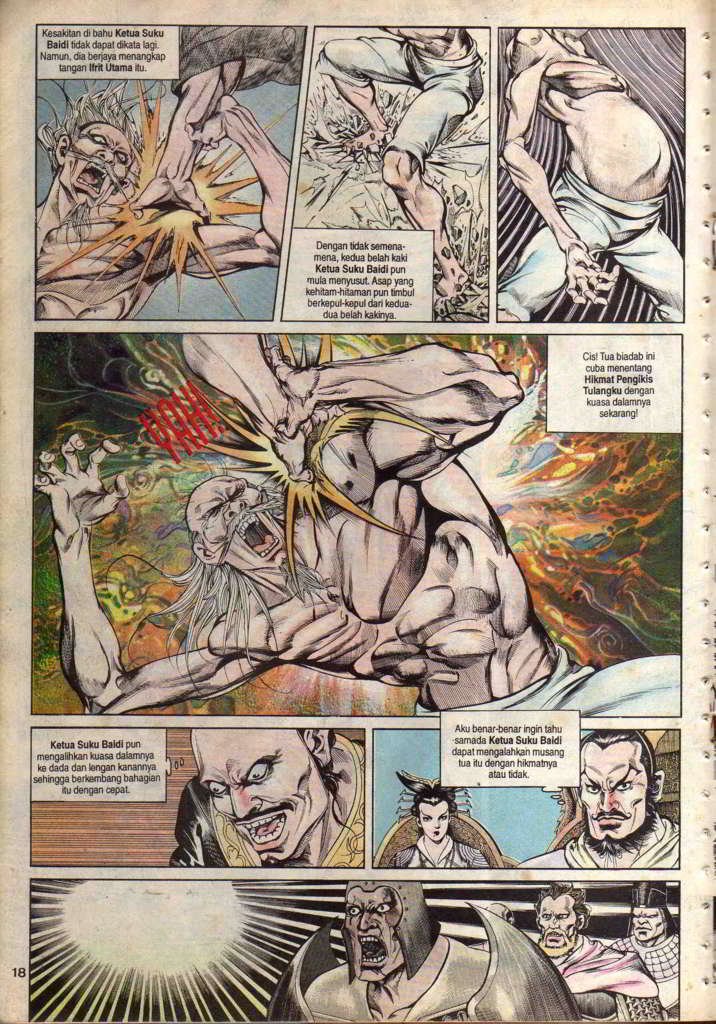 Kesakitan di bahu Ketua Suku
Baidi tidak dapat dikata lagi.
Namun, dia berjaya menangkap
tangan Ifrit Utama itu.
Dengan tidak semena-
mena, kedua belah kaki
Ketua Suku Baidi pun
mula menyusut. Asap yang
kehitam-hitaman pun timbul
berkepul-kepul dari kedua-
dua belah kakinya.
Cis! Tua biadab ini
cuba menentang
Hikmat Pengikis
Tulangku dengan
kuasa dalamnya
sekarang!
WAH!
Ketua Suku Baidi pun
mengalihkan kuasa dalamnya
ke dada dan lengan kanannya
sehingga berkembang bahagian
itu dengan cepat.
Aku benar-benar ingin tahu
samada Ketua Suku Baidi
dapat mengalahkan musang
tua itu dengan hikmatnya
atau tidak.
18